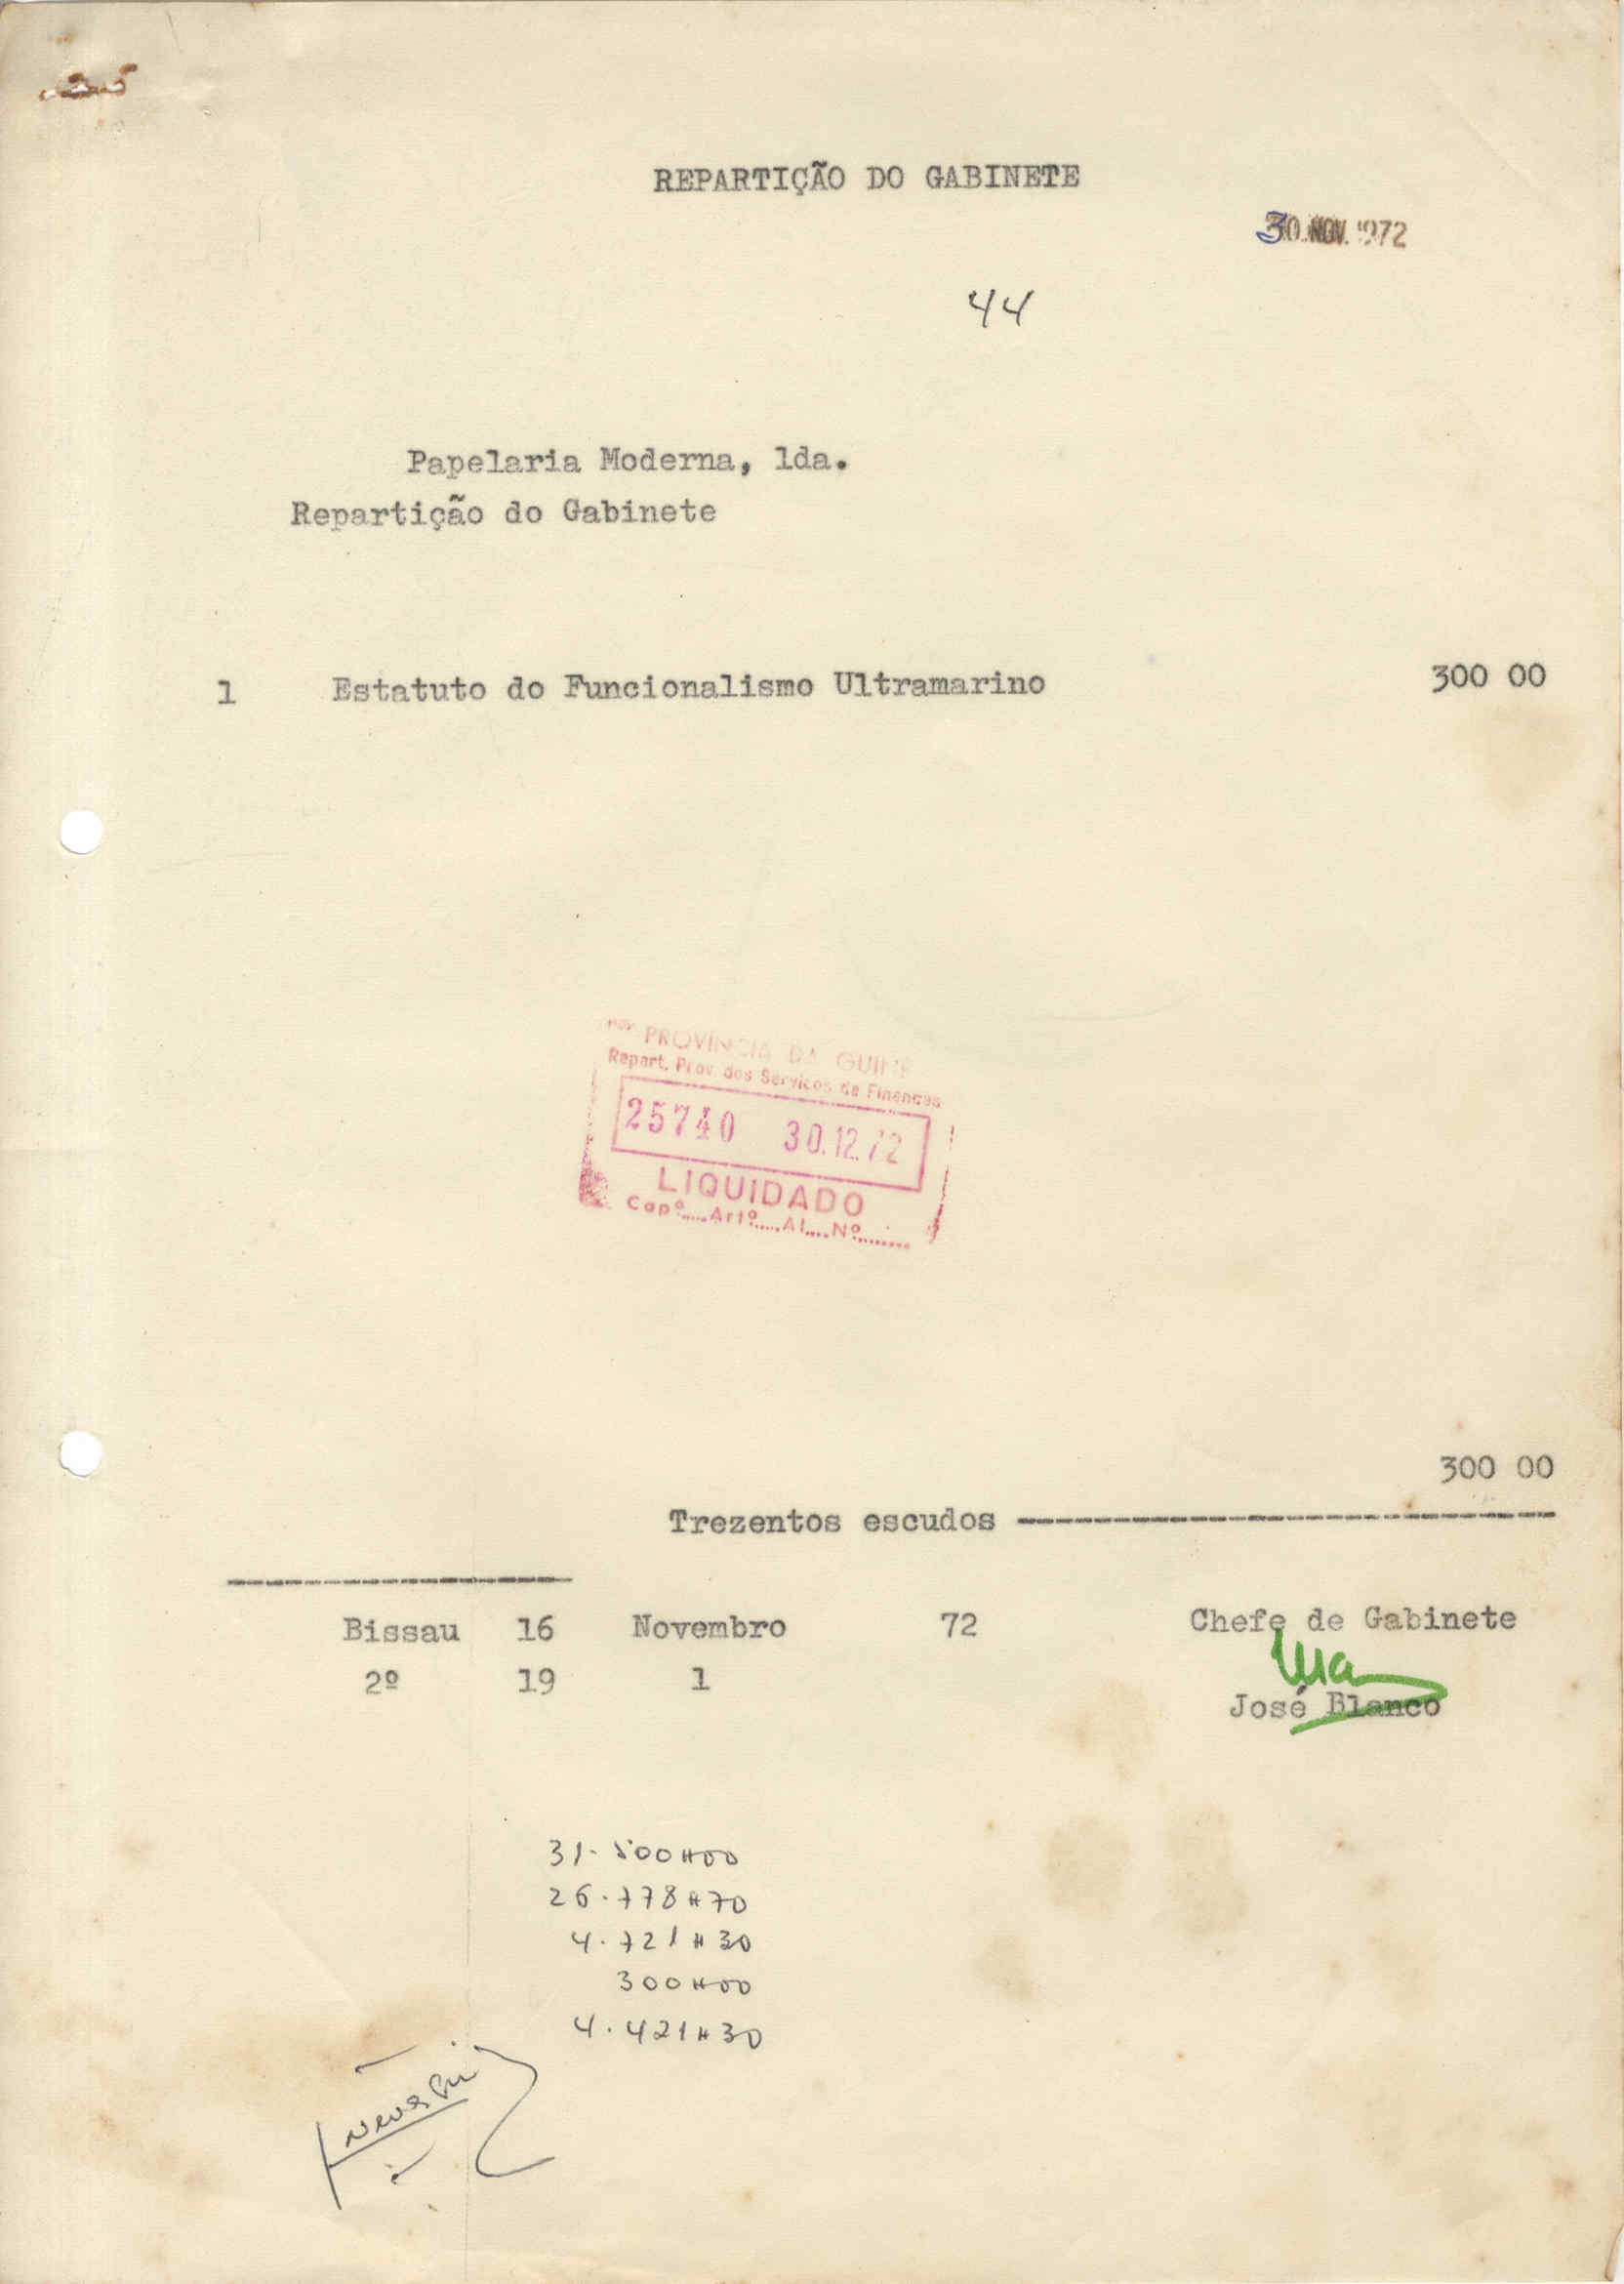 REPARTIÇÃO DO GABINETE
30 NOV. 1972
44
Papelaria Moderna, lda.
Repartição do Gabinete
1 Estatuto do Funcionalismo Ultramarino 300 00
PROVINCIA DA GUINÉ
Repart. Prov. dos Serviços de Finanças
25740 30.12.72
LIQUIDADO
Capº.....Artº.....Al....Nº........
300 00
Trezentos escudos ----------------------------
------------------
Bissau 16 Novembro 72 Chefe de Gabinete
2º 19 1
José Blanco
31.500$00
26.778$70
4.721$30
300$00
4.421$30